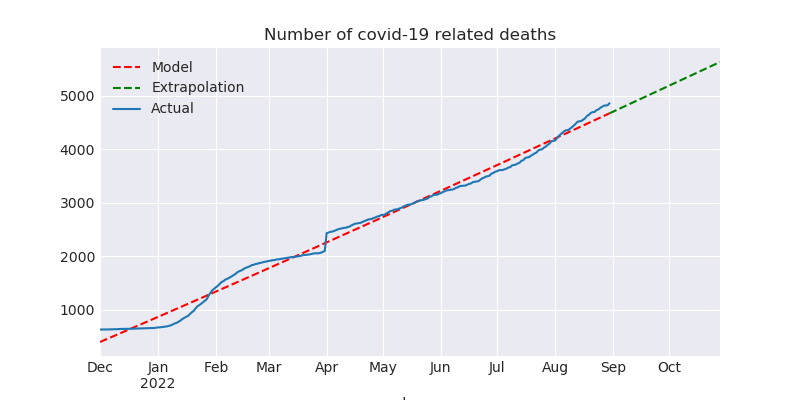 Number of covid-19 related deaths
Model
Extrapolation
Actual
5000
4000
3000
2000
1000
Dec Jan Feb Mar Apr May Jun Jul Aug Sep Oct
2022